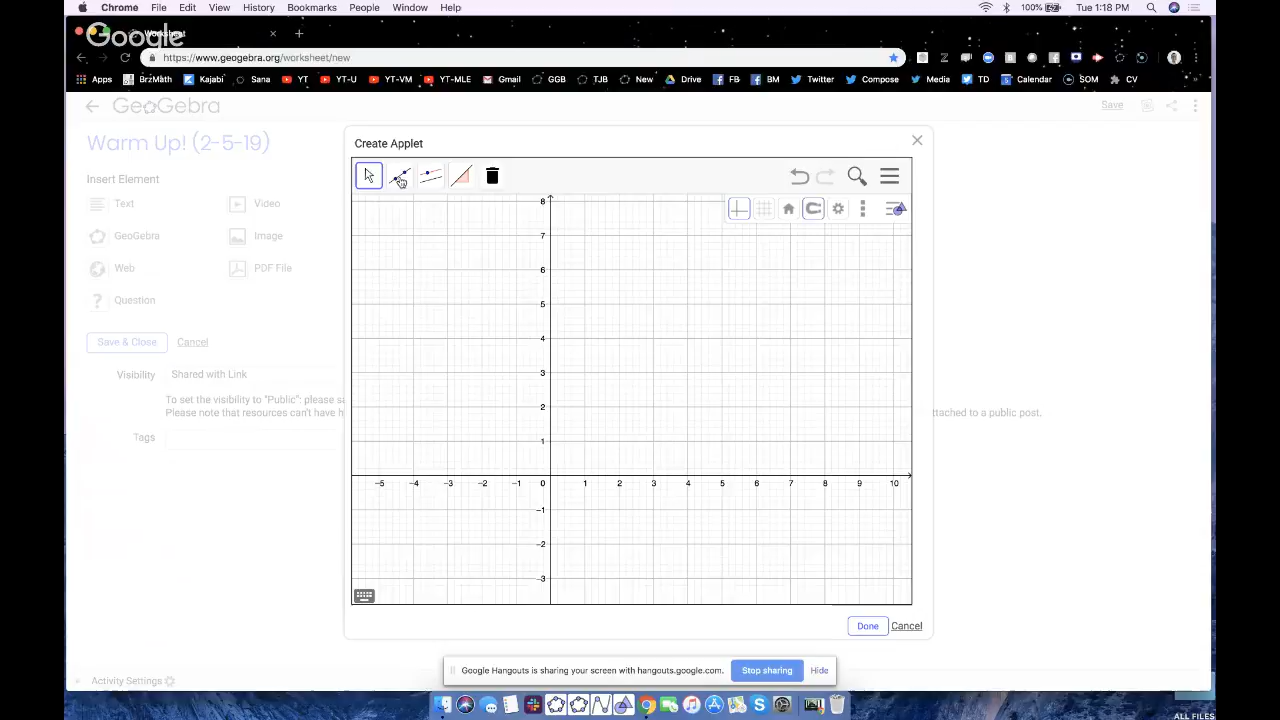 Chrome File Edit View History Bookmarks People Window Help 100% Tue 1:18 PM
Google
Worksheet
https://www.geogebra.org/worksheet/new
Apps BrzMath Kajabi Sana YT YT-U YT-VM YT-MLE Gmail GGB TJB New Drive FB BM Twitter Compose Media TD Calendar SOM CV
GeoGebra Save
Warm Up! (2-5-19)
Create Applet
Insert Element
Text Video
GeoGebra Image
Web PDF File
? Question
Save & Close Cancel
Visibility Shared with Link
To set the visibility to "Public": please sa
Please note that resources can't have h
ttached to a public post.
Tags
8
7
6
5
4
3
2
1
-5 -4 -3 -2 -1 0 1 2 3 4 5 6 7 8 9 10
-1
-2
-3
Done Cancel
Google Hangouts is sharing your screen with hangouts.google.com. Stop sharing Hide
Activity Settings
ALL FILES